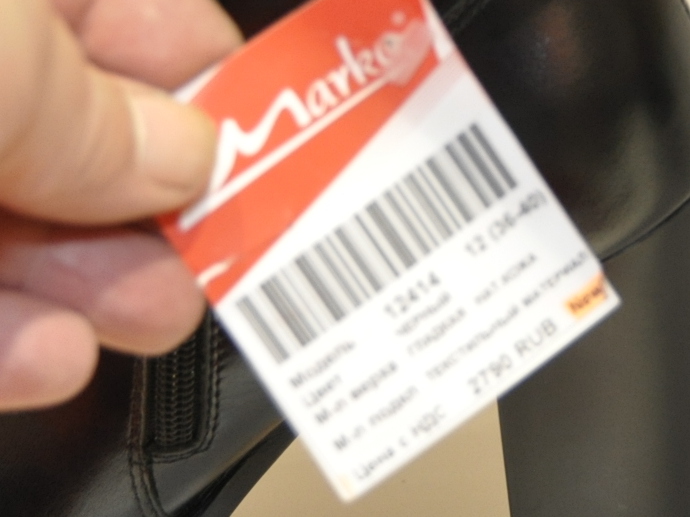 Marko
Модель 12414 12 (36-40)
Цвет ЧЕРНЫЙ
М-л верха ГЛАДКАЯ НАТ.КОЖА
М-л подкл ТЕКСТИЛЬНЫЙ МАТЕРИАЛ
Цена с НДС 2790 RUB New